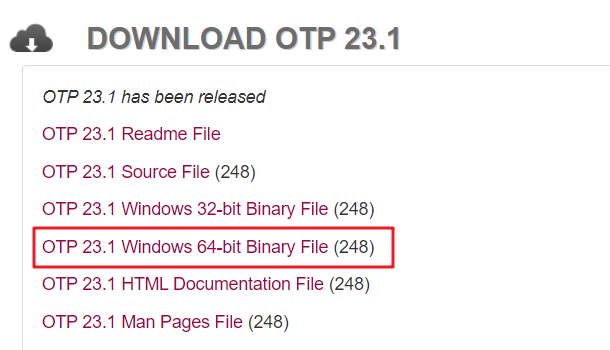 DOWNLOAD OTP 23.1
OTP 23.1 has been released
OTP 23.1 Readme File
OTP 23.1 Source File (248)
OTP 23.1 Windows 32-bit Binary File (248)
OTP 23.1 Windows 64-bit Binary File (248)
OTP 23.1 HTML Documentation File (248)
OTP 23.1 Man Pages File (248)